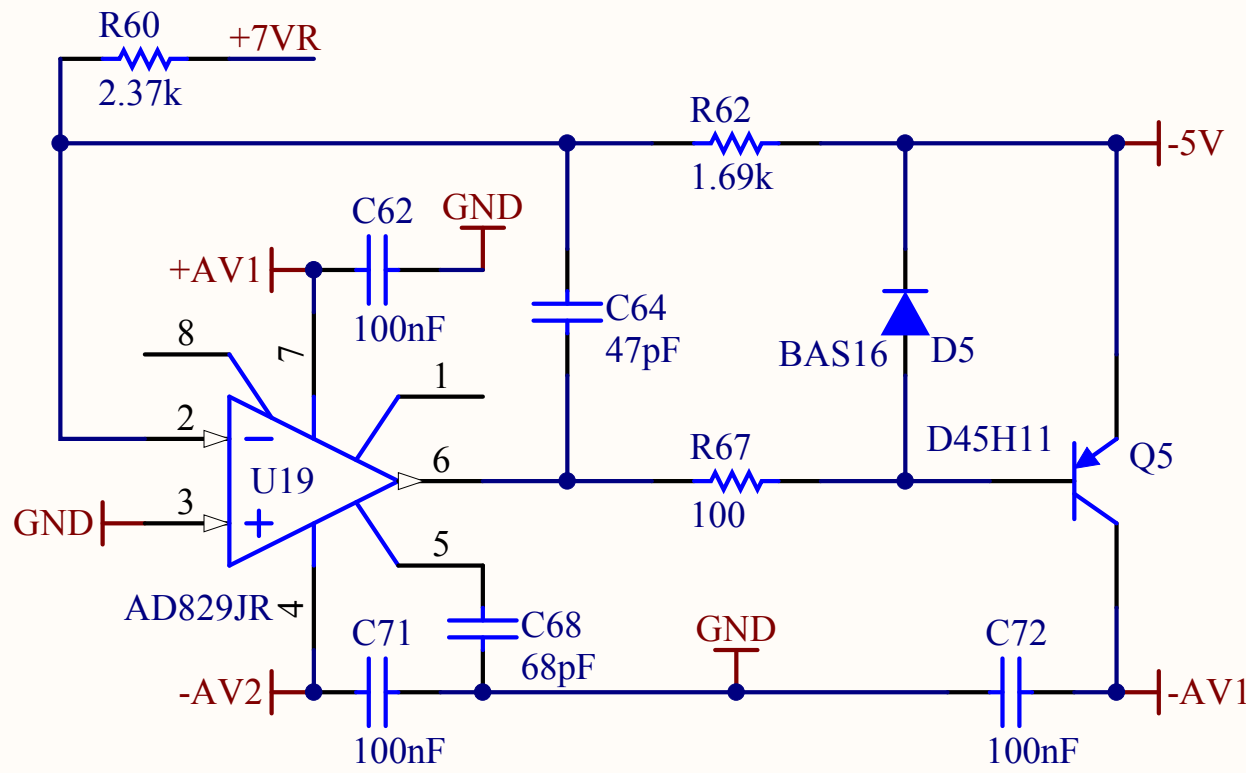 R60
+7VR
2.37k
R62
-5V
1.69k
C62
GND
+AV1
100nF
C64
47pF
8
7
1
BAS16
D5
2
6
R67
D45H11
Q5
U19
100
GND
3
5
AD829JR
4
C71
C68
68pF
GND
C72
-AV2
-AV1
100nF
100nF